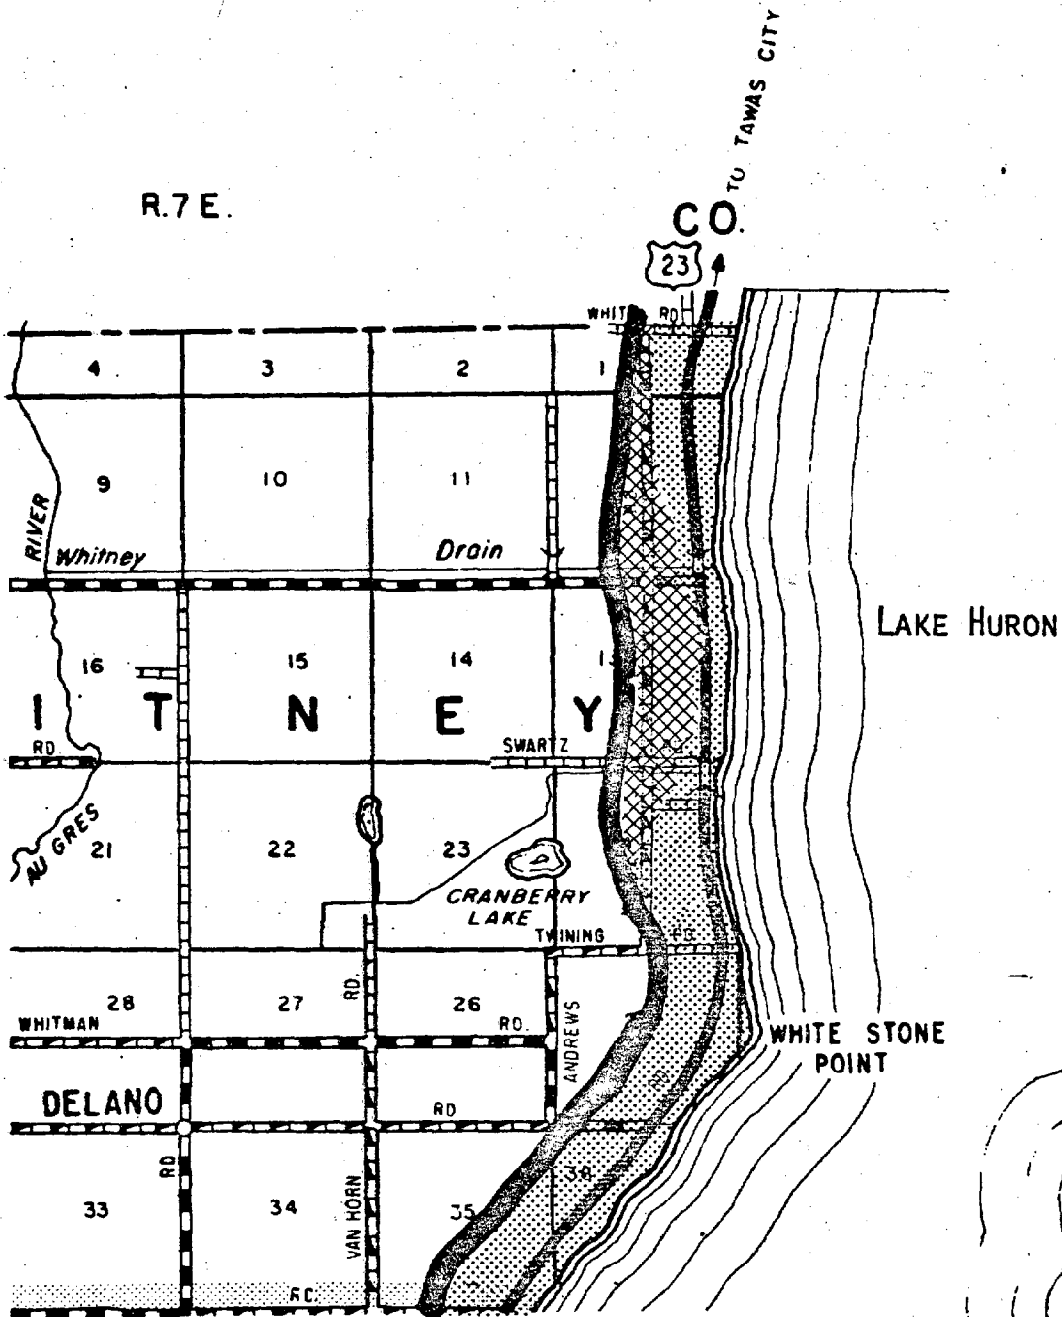 TO TAWAS CITY
R.7 E.
CO.
23
WHIT RD
4 3 2 1
9 10 11
RIVER
Whitney Drain
LAKE HURON
16 15 14
I T N E Y
RD. SWARTZ
AU GRES
21 22 23
CRANBERRY
LAKE
TWINING RD
28 27 26
RD.
WHITMAN RD.
ANDREWS
WHITE STONE
POINT
RD
DELANO RD
RD
36
33 34 35
VAN HORN